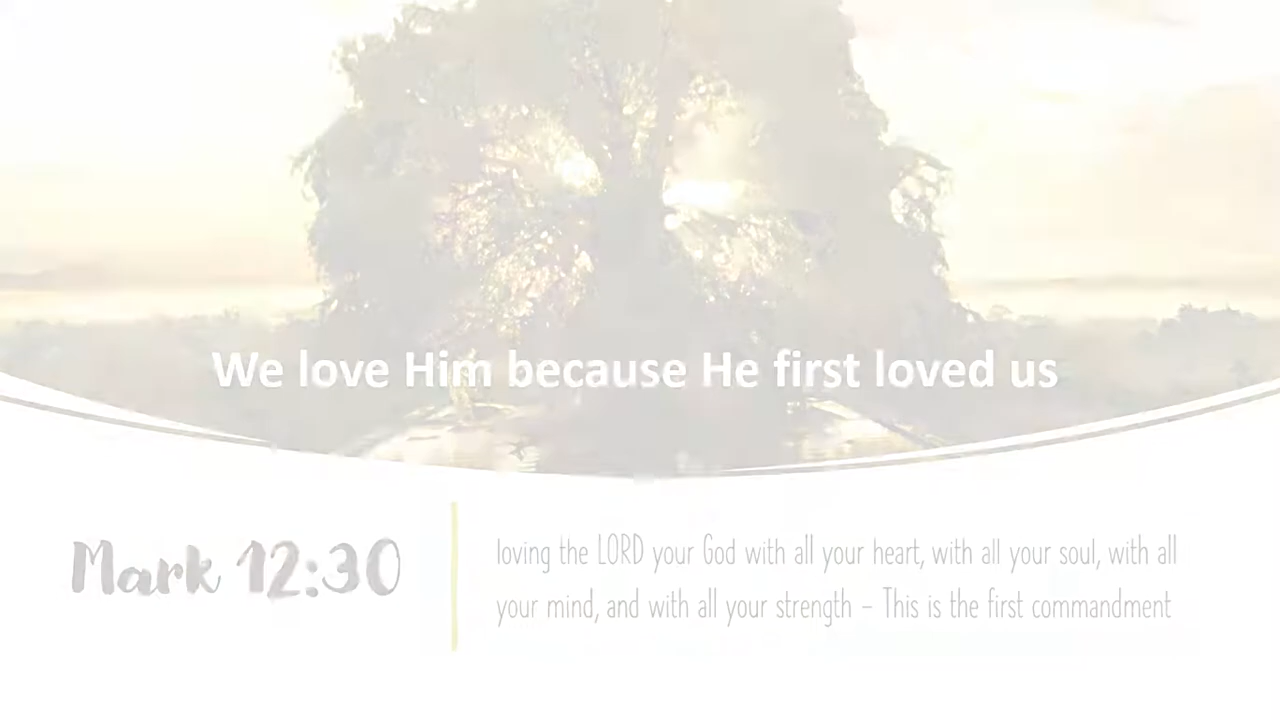 We love Him because He first loved us
Mark 12:30
loving the LORD your God with all your heart, with all your soul, with all
your mind, and with all your strength – This is the first commandment